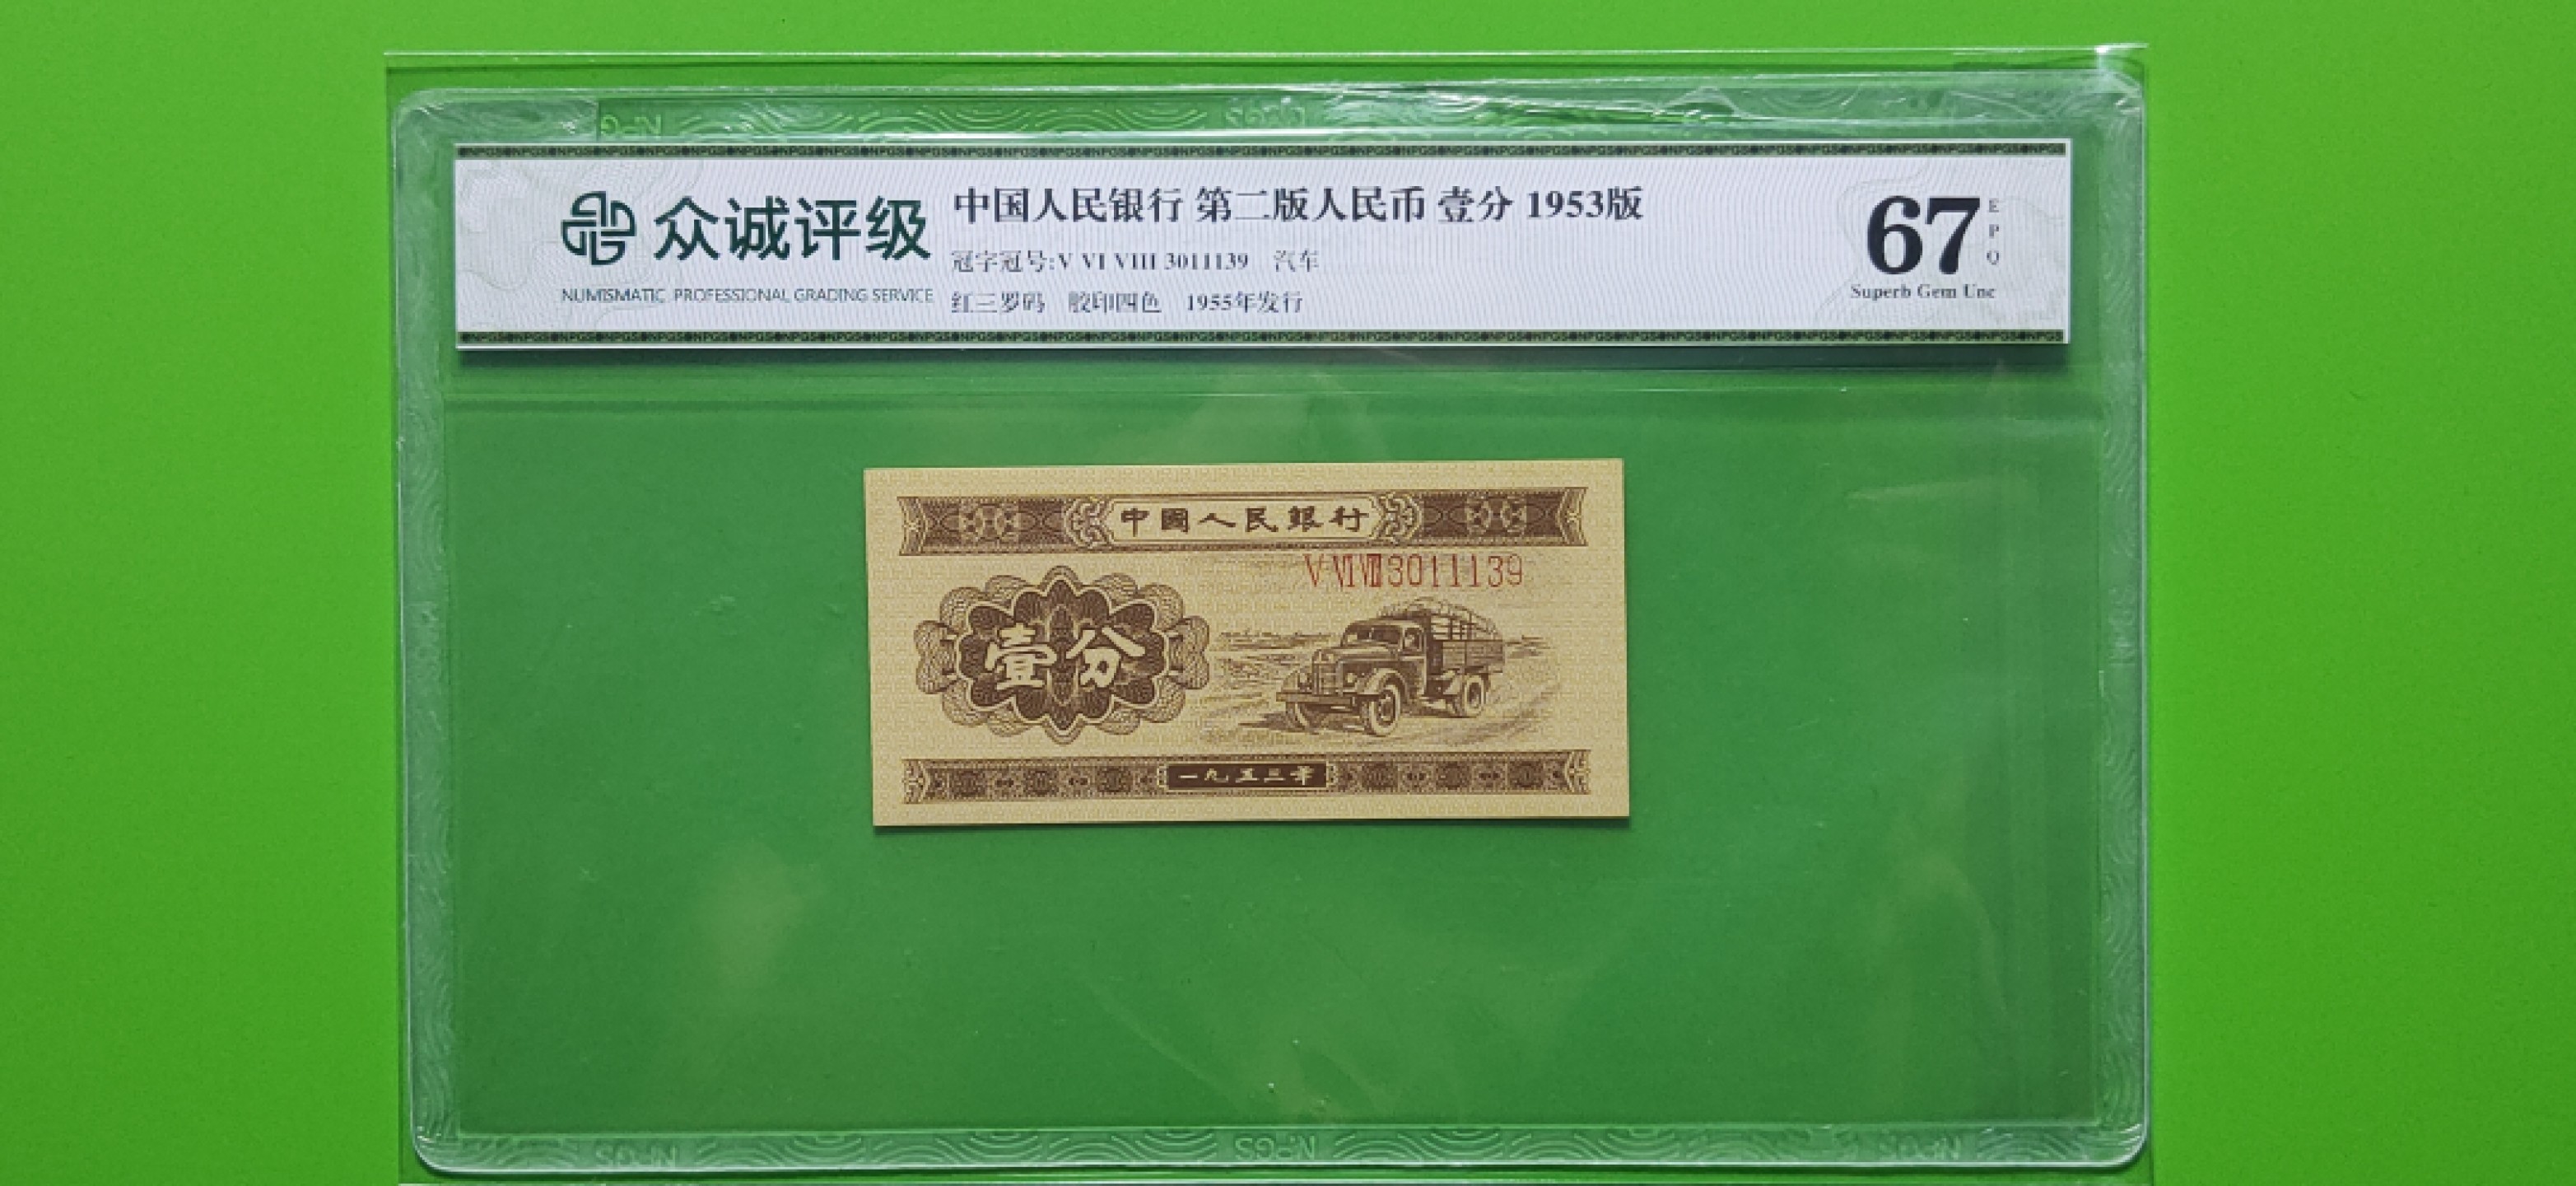 众诚评级
NUMISMATIC PROFESSIONAL GRADING SERVICE
中国人民银行 第二版人民币 壹分 1953版
冠字冠号:V VI VIII 3011139 汽车
红三罗码 胶印四色 1955年发行
67
EPQ
Superb Gem Unc
中國人民銀行
V VI VIII 3011139
壹分
一九五三年
NPGS
NPGS